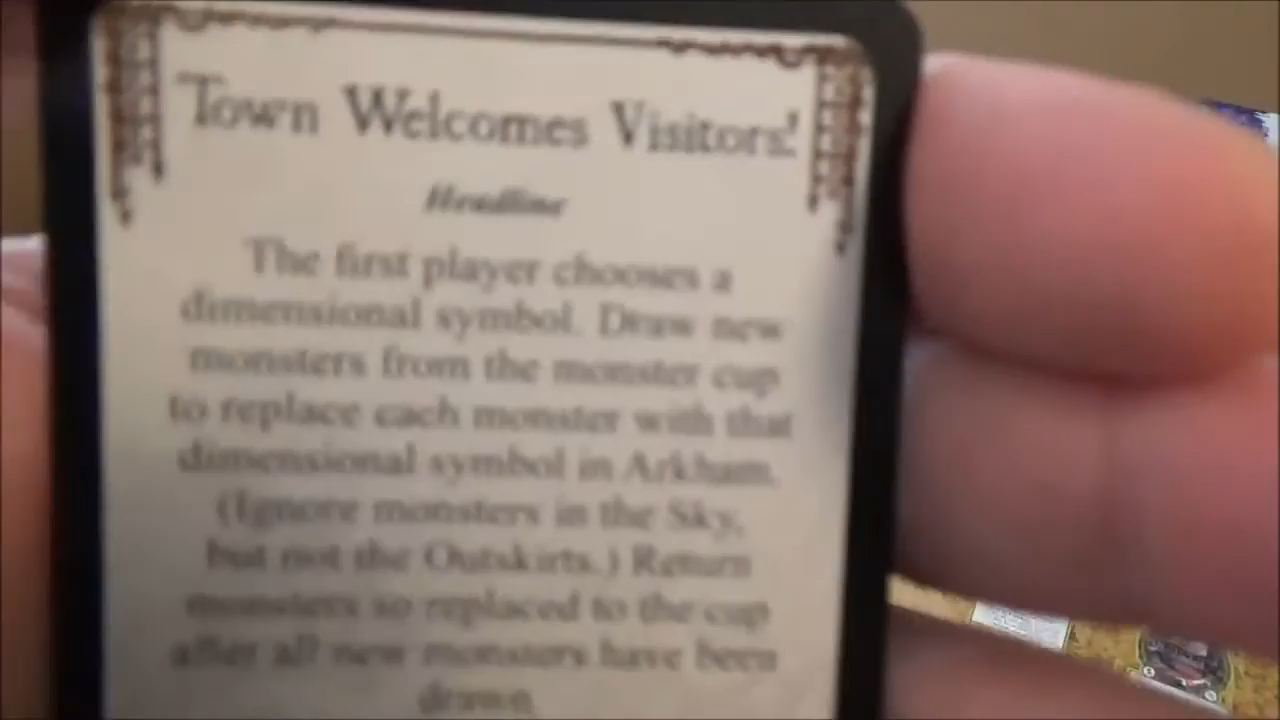 Town Welcomes Visitors!
Headline
The first player chooses a
dimensional symbol. Draw new
monsters from the monster cup
to replace each monster with that
dimensional symbol in Arkham.
(Ignore monsters in the Sky,
but not the Outskirts.) Return
monsters so replaced to the cup
after all new monsters have been
drawn.